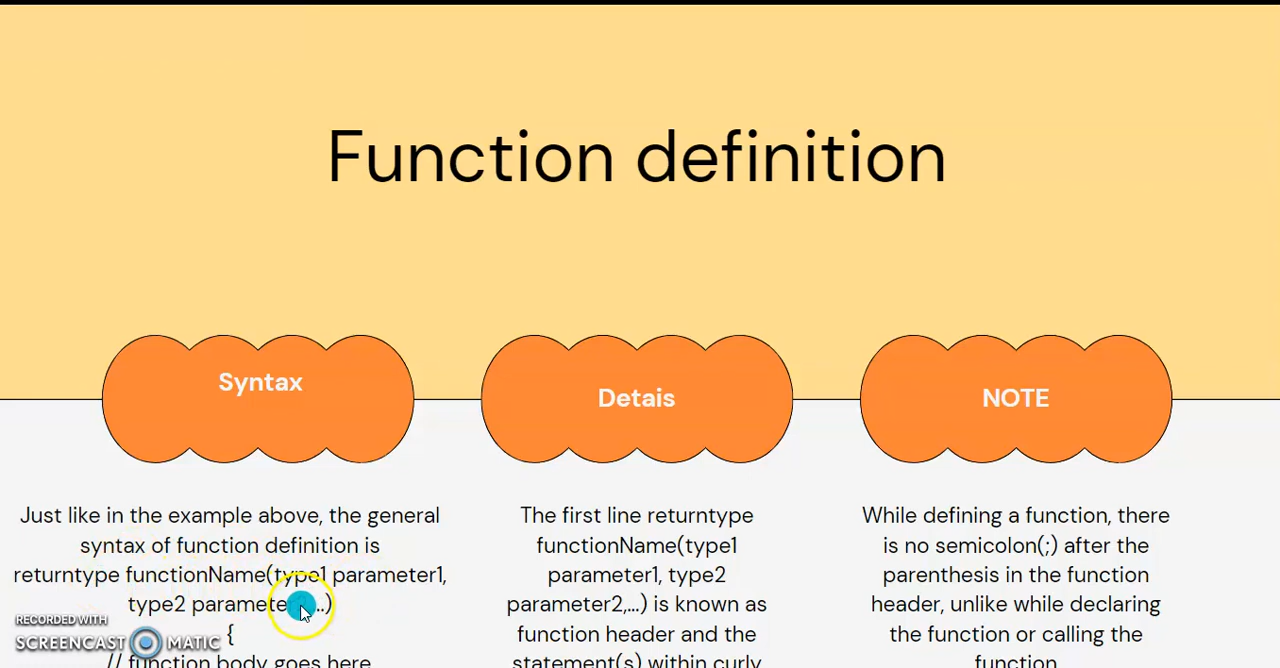 Function definition
Syntax
Detais
NOTE
Just like in the example above, the general
syntax of function definition is
returntype functionName(type1 parameter1,
type2 ...)
{
// function body goes here
The first line returntype
functionName(type1
parameter1, type2
parameter2,...) is known as
function header and the
statement(s) within curly
While defining a function, there
is no semicolon(;) after the
parenthesis in the function
header, unlike while declaring
the function or calling the
function.
RECORDED WITH
SCREENCAST MATIC